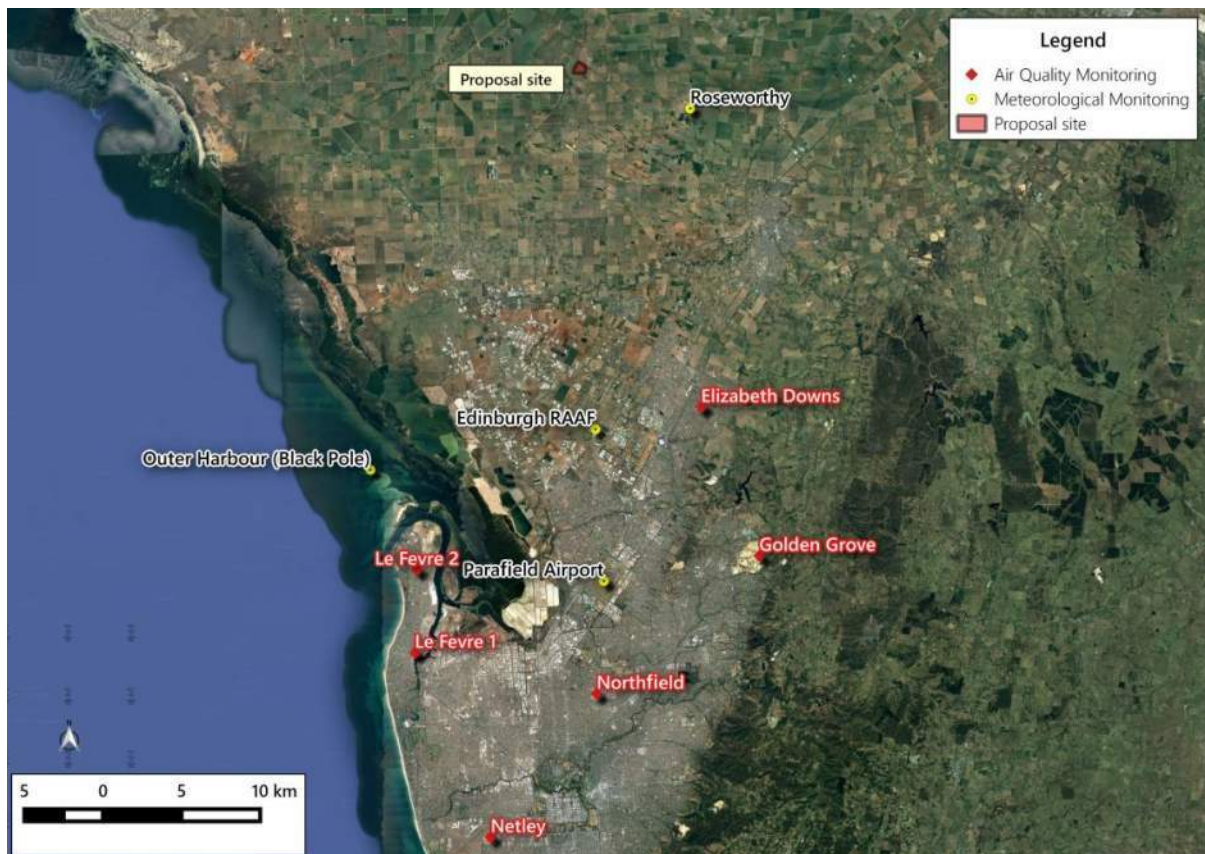 Legend
Air Quality Monitoring
Meteorological Monitoring
Proposal site
Proposal site
Roseworthy
Elizabeth Downs
Edinburgh RAAF
Outer Harbour (Black Pole)
Golden Grove
Le Fevre 2
Parafield Airport
Le Fevre 1
Northfield
5 0 5 10 km
Netley